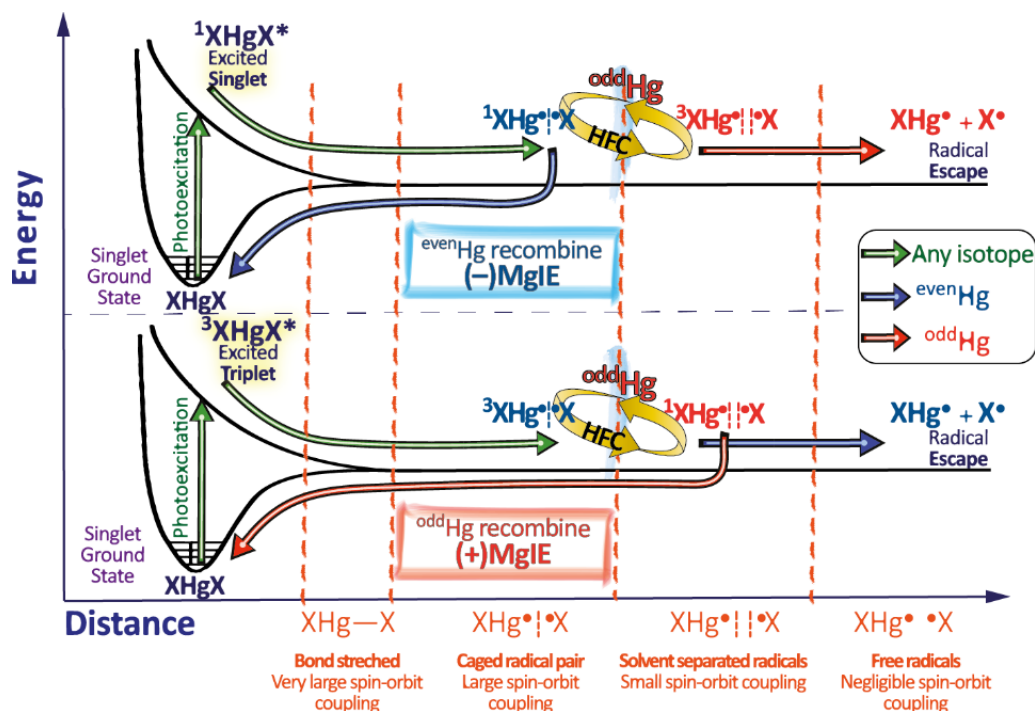 Energy
¹XHgX*
Excited
Singlet
Photoexcitation
Singlet
Ground
State
XHgX
¹XHg•¦•X
oddHg
HFC
³XHg•¦¦•X
XHg• + X•
Radical
Escape
evenHg recombine
(–)MgIE
Any isotope
evenHg
oddHg
³XHgX*
Excited
Triplet
Photoexcitation
Singlet
Ground
State
XHgX
³XHg•¦•X
oddHg
HFC
¹XHg•¦¦•X
XHg• + X•
Radical
Escape
oddHg recombine
(+)MgIE
Distance
XHg—X
Bond streched
Very large spin-orbit
coupling
XHg•¦•X
Caged radical pair
Large spin-orbit
coupling
XHg•¦¦•X
Solvent separated radicals
Small spin-orbit coupling
XHg• •X
Free radicals
Negligible spin-orbit
coupling